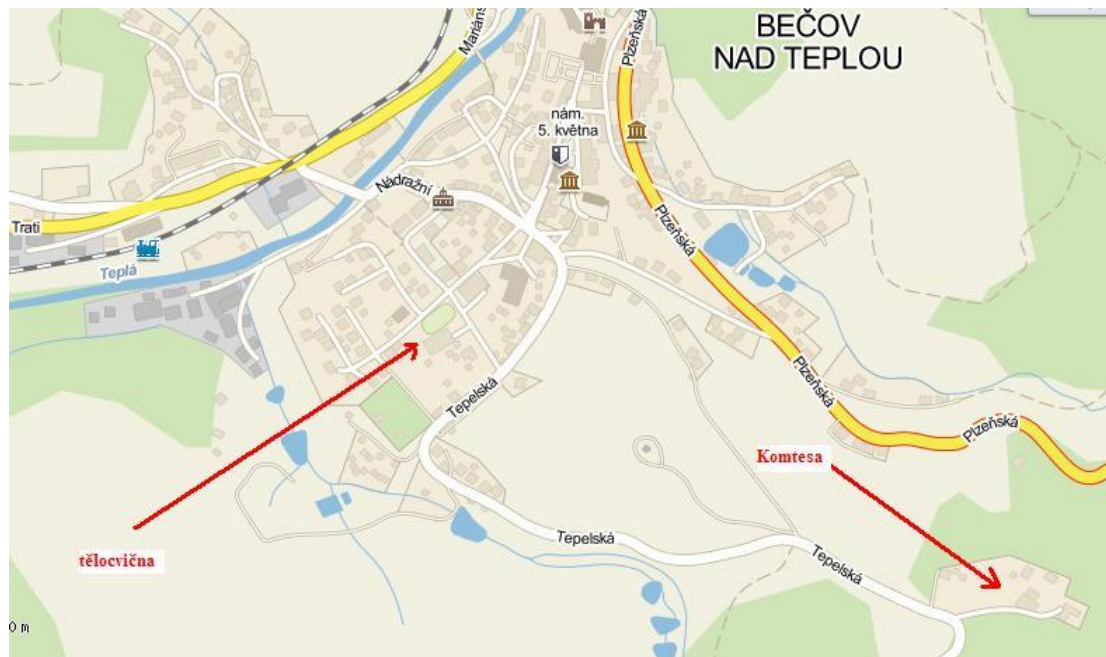 BEČOV
NAD TEPLOU
Plzeňská
nám.
5. května
Nádražní
Trati
Teplá
Plzeňská
Plzeňská
Plzeňská
Tepelská
Komtesa
Tepelská
Tepelská
tělocvična
0 m